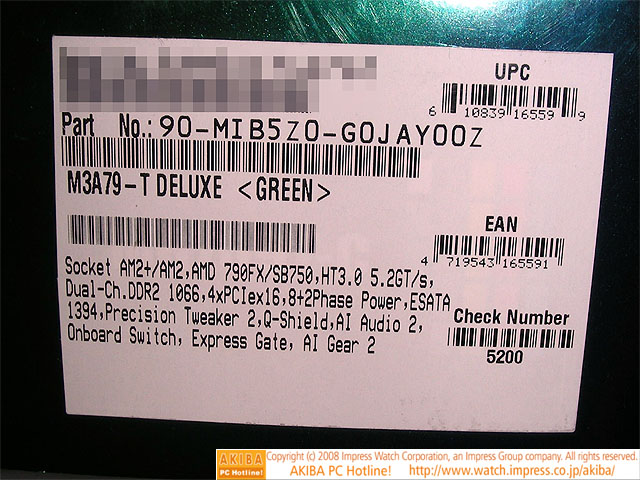 UPC
6 10839 16559 9
Part No.: 90-MIB5Z0-G0JAY00Z
M3A79-T DELUXE <GREEN>
EAN
4 719543 165591
Socket AM2+/AM2,AMD 790FX/SB750,HT3.0 5.2GT/s,
Dual-Ch.DDR2 1066,4xPCIex16,8+2Phase Power,ESATA
1394,Precision Tweaker 2,Q-Shield,AI Audio 2,
Onboard Switch, Express Gate, AI Gear 2
Check Number
5200
AKIBA
PC Hotline!
Copyright (c) 2008 Impress Watch Corporation, an Impress Group company. All rights reserved.
AKIBA PC Hotline! http://www.watch.impress.co.jp/akiba/